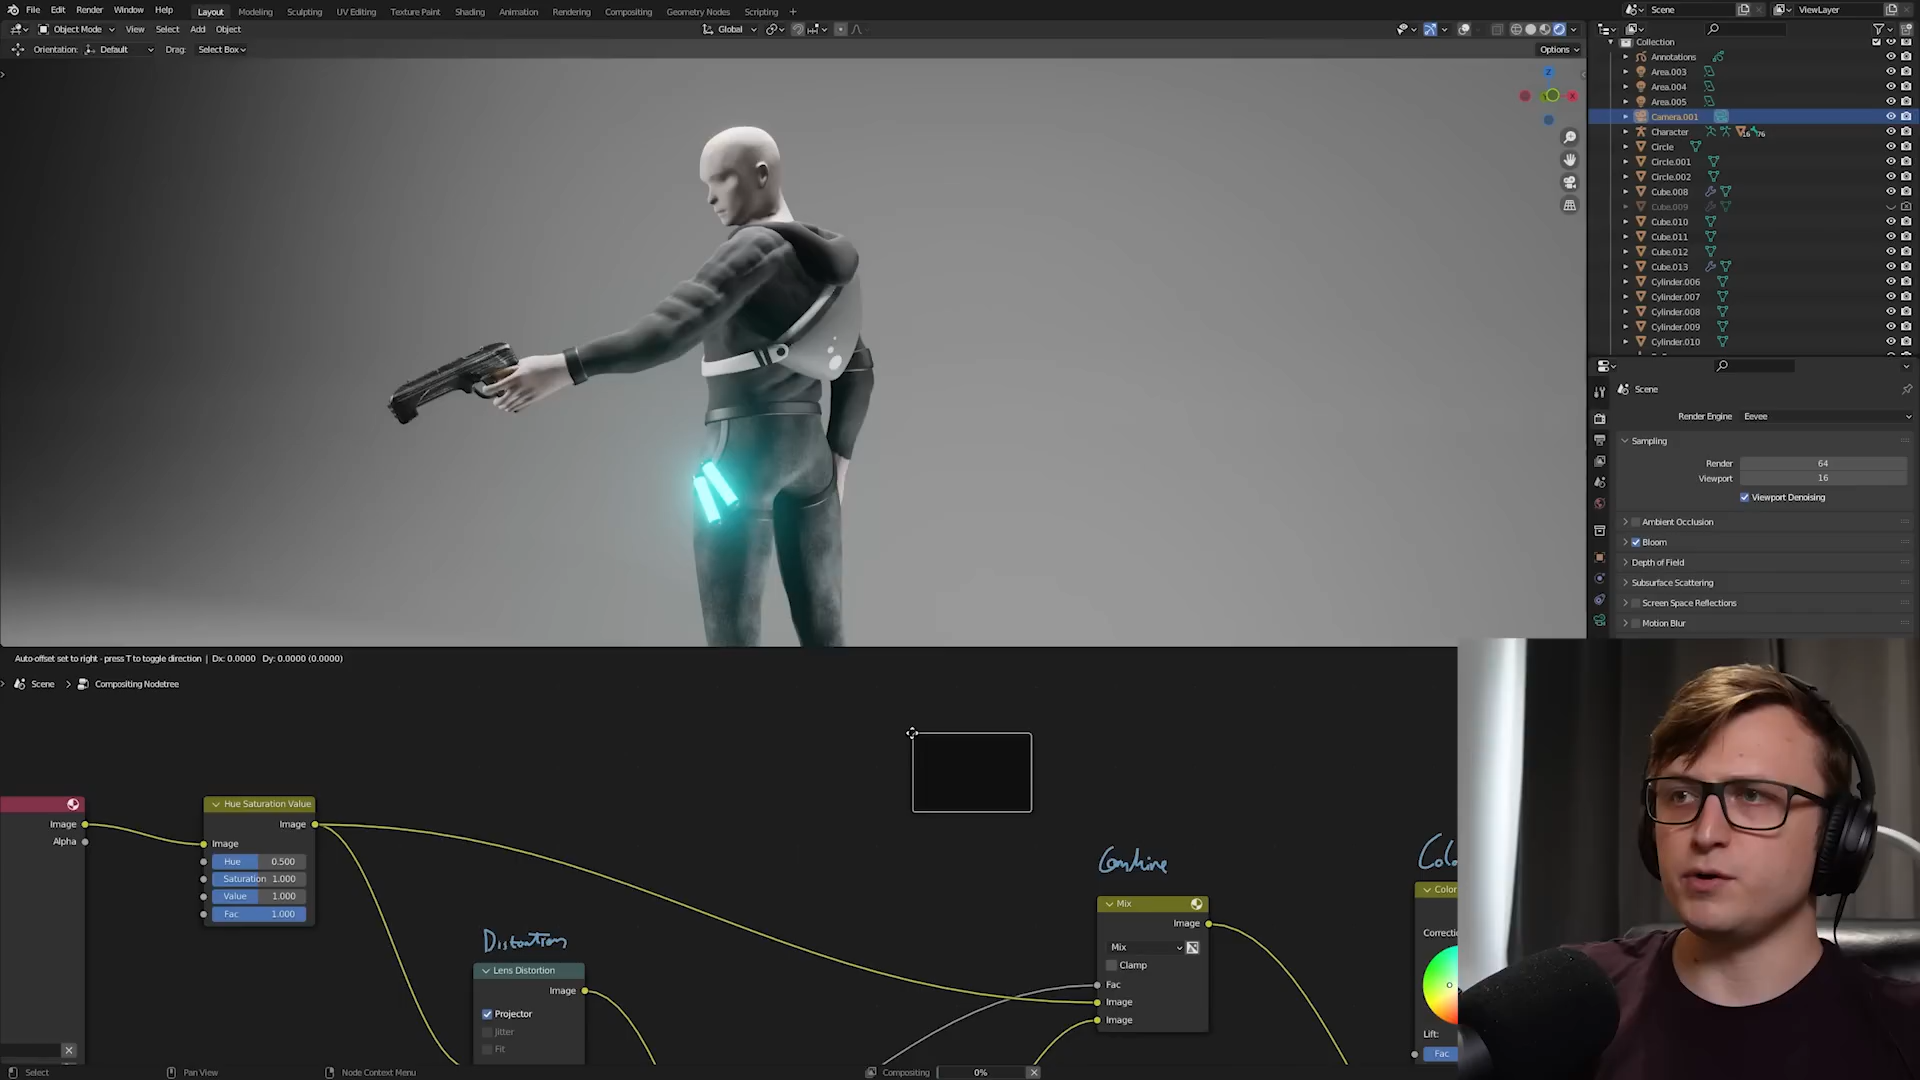 File Edit Render Window Help Layout Modeling Sculpting UV Editing Texture Paint Shading Animation Rendering Compositing Geometry Nodes Scripting + Scene ViewLayer
Object Mode View Select Add Object Global
Orientation: Default Drag: Select Box Options
Collection
Annotations
Area.003
Area.004
Area.005
Camera.001
Character
Circle
Circle.001
Circle.002
Cube.008
Cube.009
Cube.010
Cube.011
Cube.012
Cube.013
Cylinder.006
Cylinder.007
Cylinder.008
Cylinder.009
Cylinder.010
Scene
Render Engine Eevee
Sampling
Render 64
Viewport 16
Viewport Denoising
Ambient Occlusion
Bloom
Depth of Field
Subsurface Scattering
Screen Space Reflections
Motion Blur
Auto-offset set to right - press T to toggle direction | Dx: 0.0000 Dy: 0.0000 (0.0000)
Scene > Compositing Nodetree
Image
Alpha
Hue Saturation Value
Image
Image
Hue 0.500
Saturation 1.000
Value 1.000
Fac 1.000
Distortion
Lens Distortion
Image
Projector
Jitter
Fit
Combine
Mix
Image
Mix
Clamp
Fac
Image
Image
Colo
Color
Correctio
Lift:
Fac
Select Pan View Node Context Menu Compositing 0%